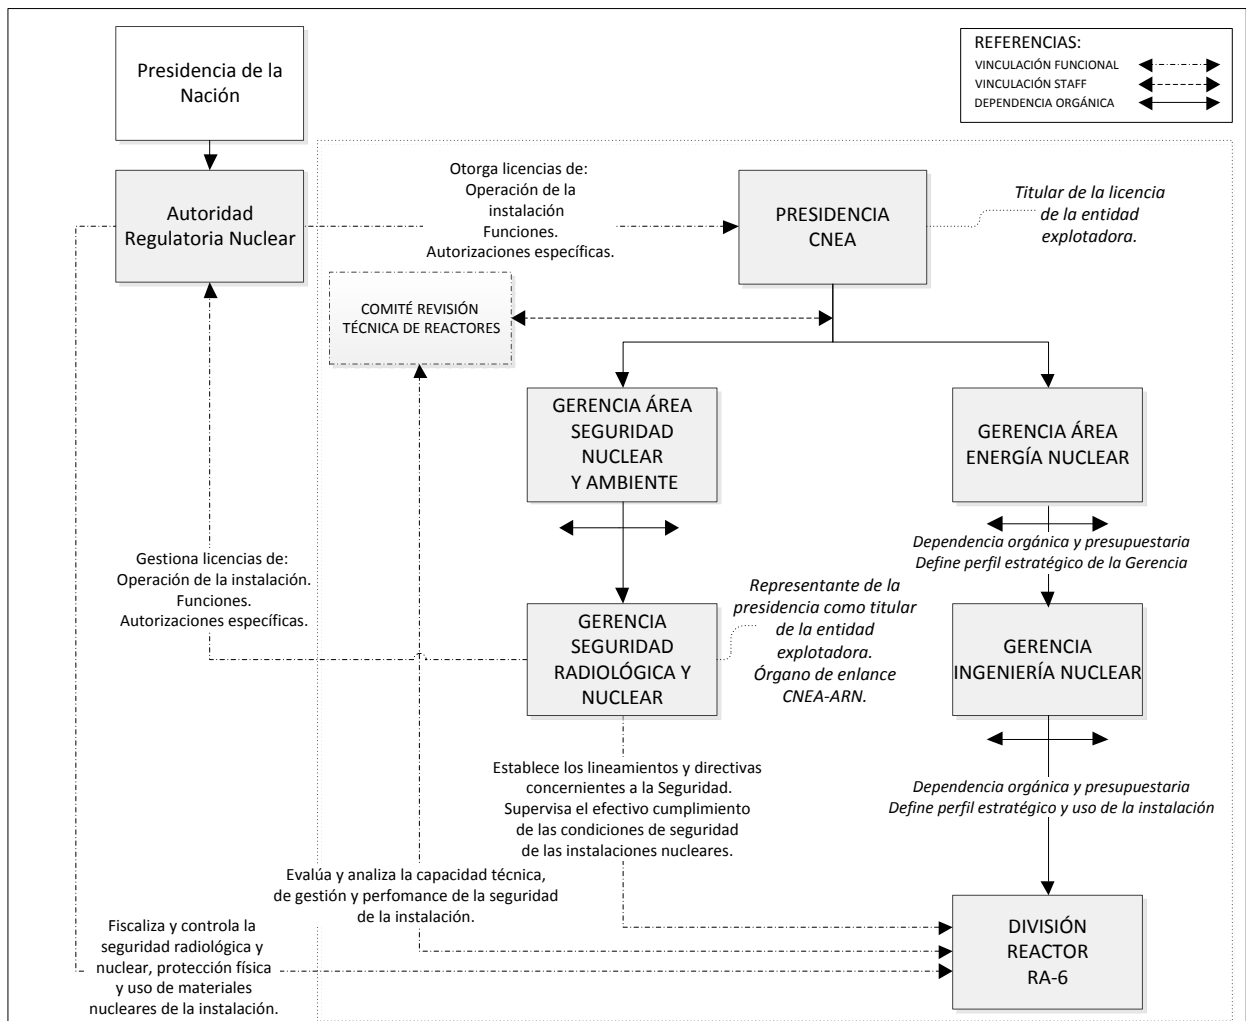 Presidencia de la
Nación
REFERENCIAS:
VINCULACIÓN FUNCIONAL
VINCULACIÓN STAFF
DEPENDENCIA ORGÁNICA
Autoridad
Regulatoria Nuclear
Otorga licencias de:
Operación de la
instalación
Funciones.
Autorizaciones específicas.
PRESIDENCIA
CNEA
Titular de la licencia
de la entidad
explotadora.
COMITÉ REVISIÓN
TÉCNICA DE REACTORES
GERENCIA ÁREA
SEGURIDAD
NUCLEAR
Y AMBIENTE
GERENCIA ÁREA
ENERGÍA NUCLEAR
Dependencia orgánica y presupuestaria
Define perfil estratégico de la Gerencia
Gestiona licencias de:
Operación de la instalación.
Funciones.
Autorizaciones específicas.
GERENCIA
SEGURIDAD
RADIOLÓGICA Y
NUCLEAR
Representante de la
presidencia como titular
de la entidad
explotadora.
Órgano de enlance
CNEA-ARN.
GERENCIA
INGENIERÍA NUCLEAR
Establece los lineamientos y directivas
concernientes a la Seguridad.
Supervisa el efectivo cumplimiento
de las condiciones de seguridad
de las instalaciones nucleares.
Dependencia orgánica y presupuestaria
Define perfil estratégico y uso de la instalación
Evalúa y analiza la capacidad técnica,
de gestión y perfomance de la seguridad
de la instalación.
Fiscaliza y controla la
seguridad radiológica y
nuclear, protección física
y uso de materiales
nucleares de la instalación.
DIVISIÓN
REACTOR
RA-6